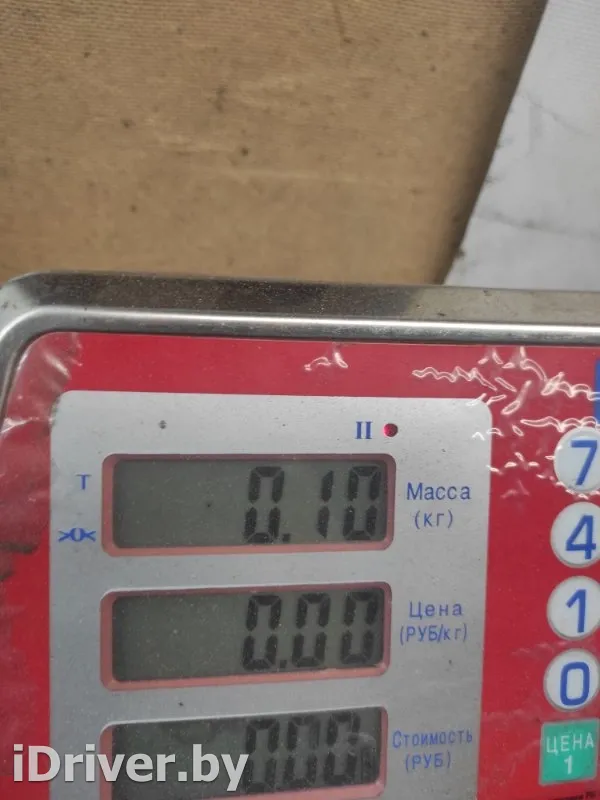 II
T
0.10
Масса
(кг)
>0<
7
4
0.00
Цена
(РУБ/кг)
1
0
000
Стоимость
(РУБ)
ЦЕНА
1
iDriver.by